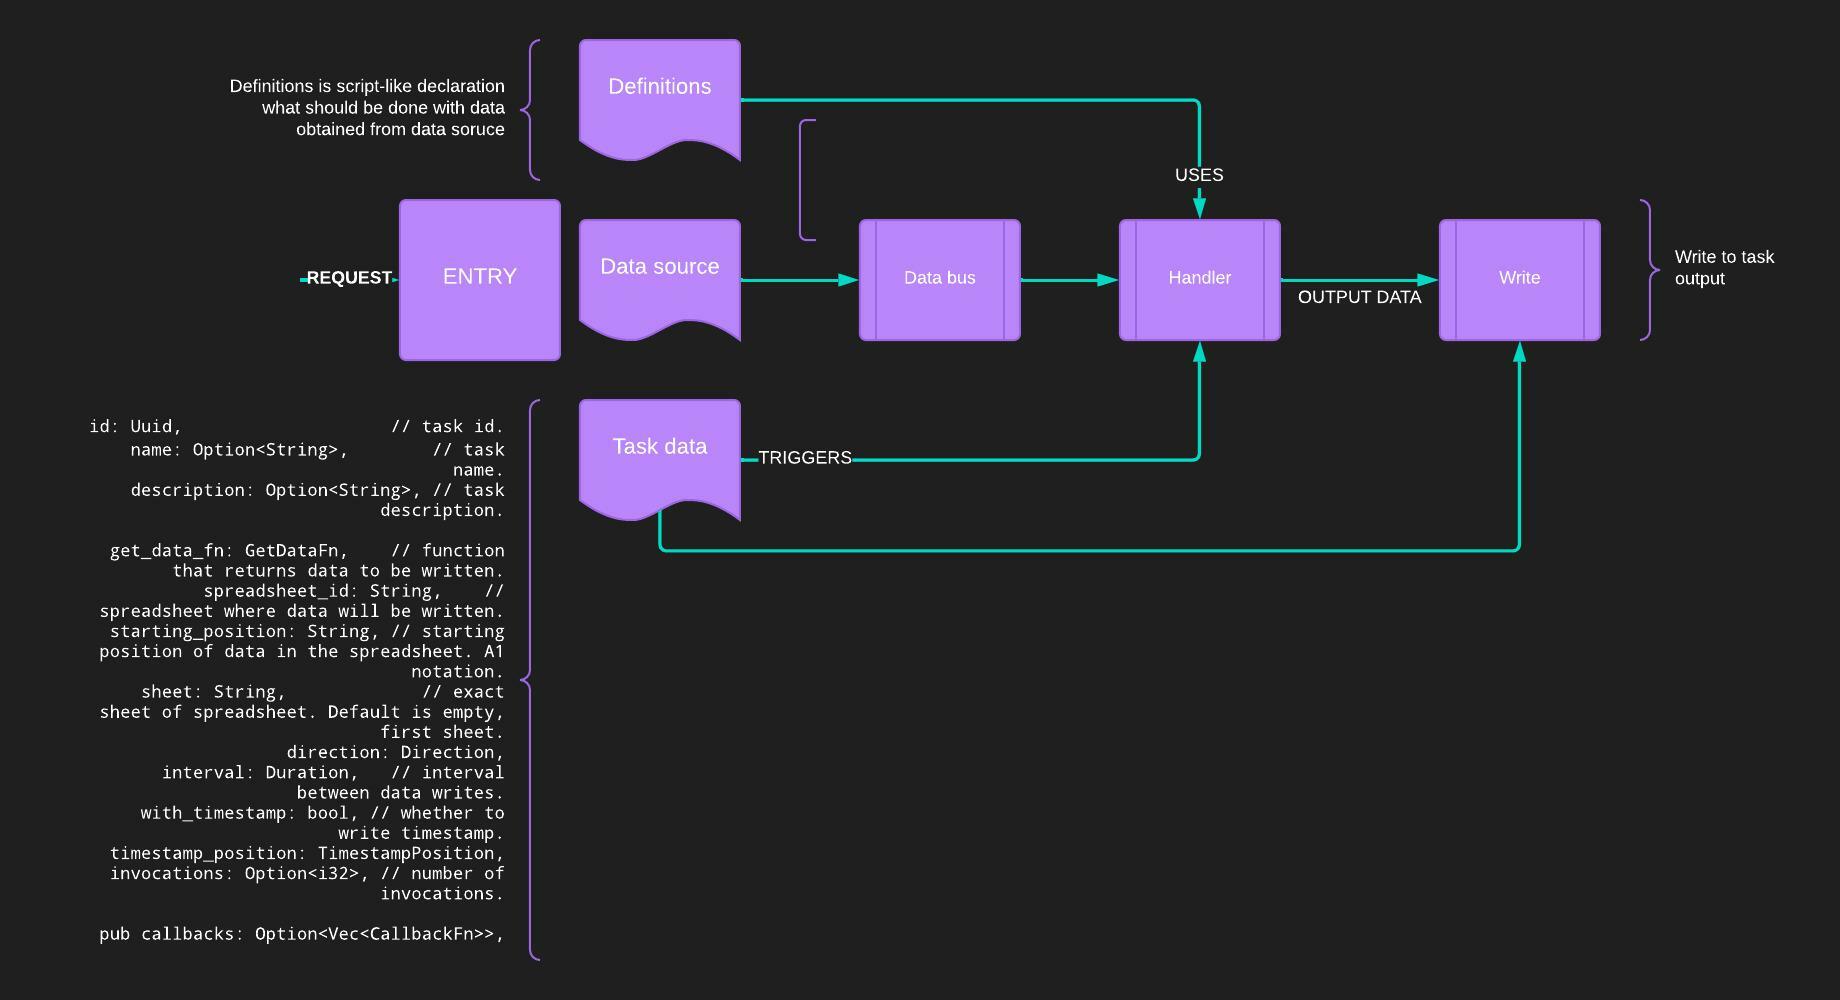 Definitions is script-like declaration
what should be done with data
obtained from data soruce
Definitions
USES
REQUEST
ENTRY
Data source
Data bus
Handler
OUTPUT DATA
Write
Write to task
output
Task data
TRIGGERS
id: Uuid,                    // task id.
name: Option<String>,        // task
name.
description: Option<String>, // task
description.
get_data_fn: GetDataFn,    // function
that returns data to be written.
spreadsheet_id: String,    //
spreadsheet where data will be written.
starting_position: String, // starting
position of data in the spreadsheet. A1
notation.
sheet: String,             // exact
sheet of spreadsheet. Default is empty,
first sheet.
direction: Direction,
interval: Duration,   // interval
between data writes.
with_timestamp: bool, // whether to
write timestamp.
timestamp_position: TimestampPosition,
invocations: Option<i32>, // number of
invocations.
pub callbacks: Option<Vec<CallbackFn>>,